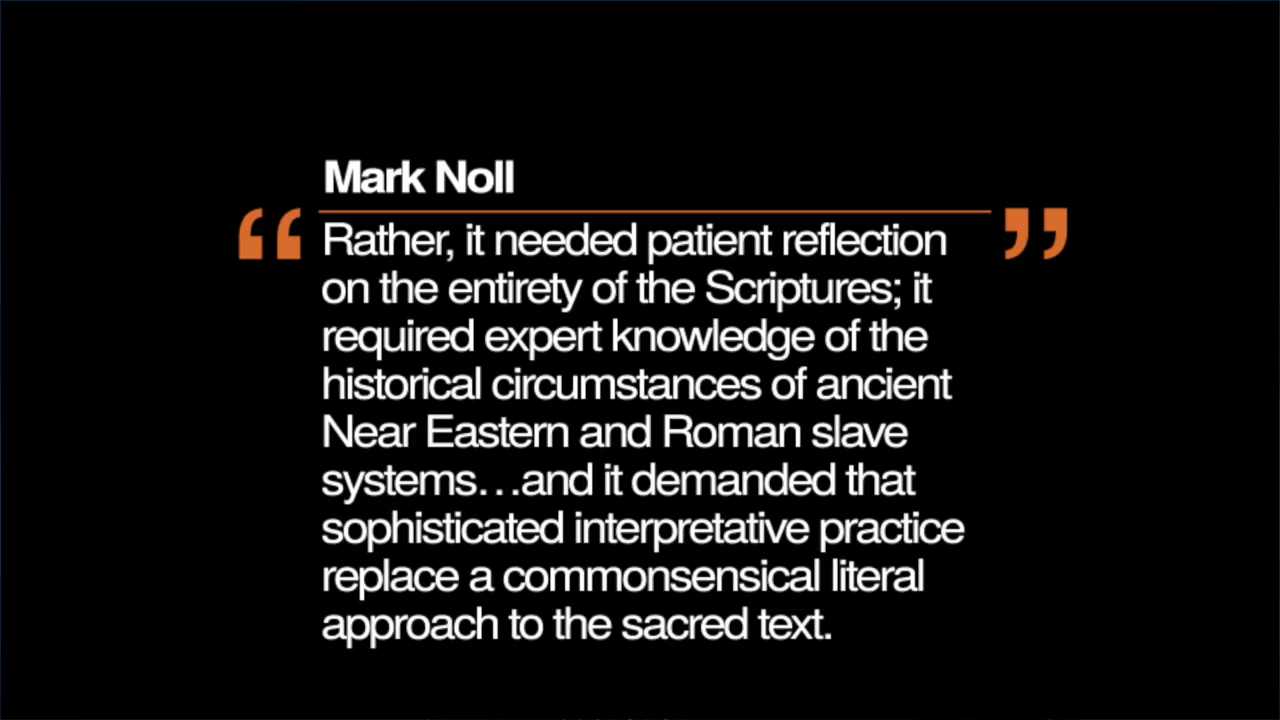 Mark Noll
“ Rather, it needed patient reflection ”
on the entirety of the Scriptures; it
required expert knowledge of the
historical circumstances of ancient
Near Eastern and Roman slave
systems…and it demanded that
sophisticated interpretative practice
replace a commonsensical literal
approach to the sacred text.